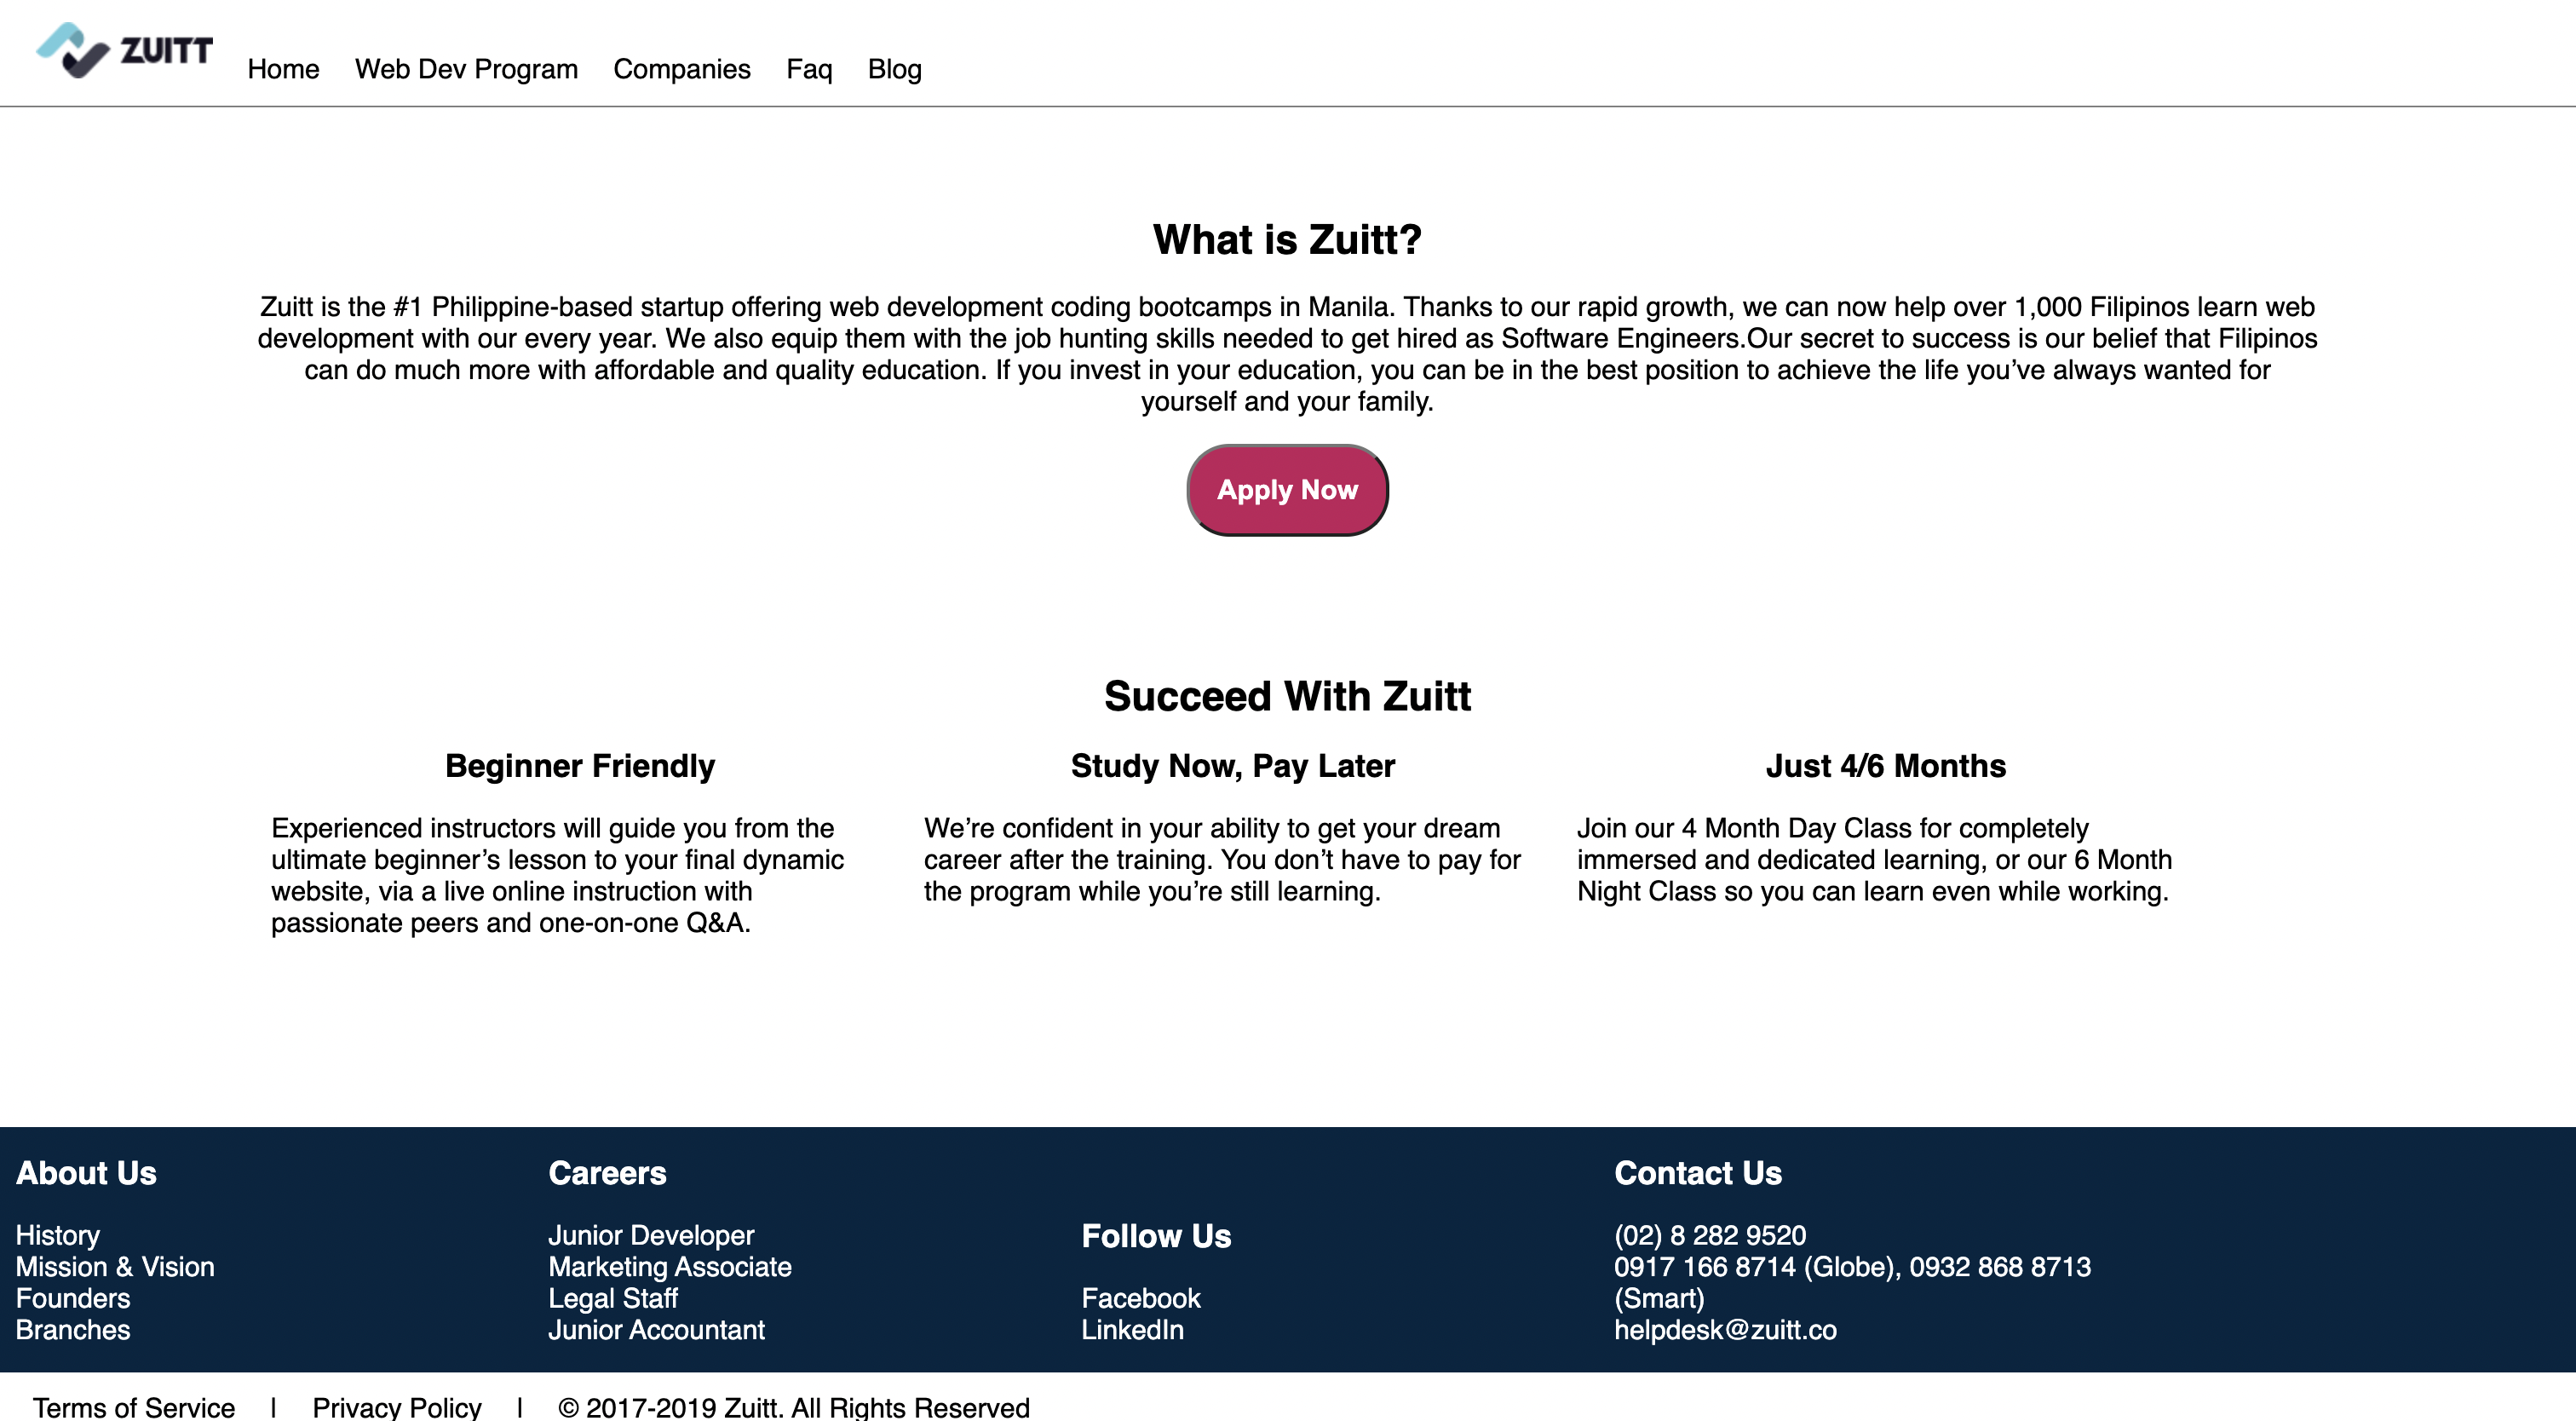 ZUITT
Home Web Dev Program Companies Faq Blog
What is Zuitt?
Zuitt is the #1 Philippine-based startup offering web development coding bootcamps in Manila. Thanks to our rapid growth, we can now help over 1,000 Filipinos learn web
development with our every year. We also equip them with the job hunting skills needed to get hired as Software Engineers.Our secret to success is our belief that Filipinos
can do much more with affordable and quality education. If you invest in your education, you can be in the best position to achieve the life you’ve always wanted for
yourself and your family.
Apply Now
Succeed With Zuitt
Beginner Friendly
Experienced instructors will guide you from the
ultimate beginner’s lesson to your final dynamic
website, via a live online instruction with
passionate peers and one-on-one Q&A.
Study Now, Pay Later
We’re confident in your ability to get your dream
career after the training. You don’t have to pay for
the program while you’re still learning.
Just 4/6 Months
Join our 4 Month Day Class for completely
immersed and dedicated learning, or our 6 Month
Night Class so you can learn even while working.
About Us
History
Mission & Vision
Founders
Branches
Careers
Junior Developer
Marketing Associate
Legal Staff
Junior Accountant
Follow Us
Facebook
LinkedIn
Contact Us
(02) 8 282 9520
0917 166 8714 (Globe), 0932 868 8713
(Smart)
helpdesk@zuitt.co
Terms of Service | Privacy Policy | © 2017-2019 Zuitt. All Rights Reserved